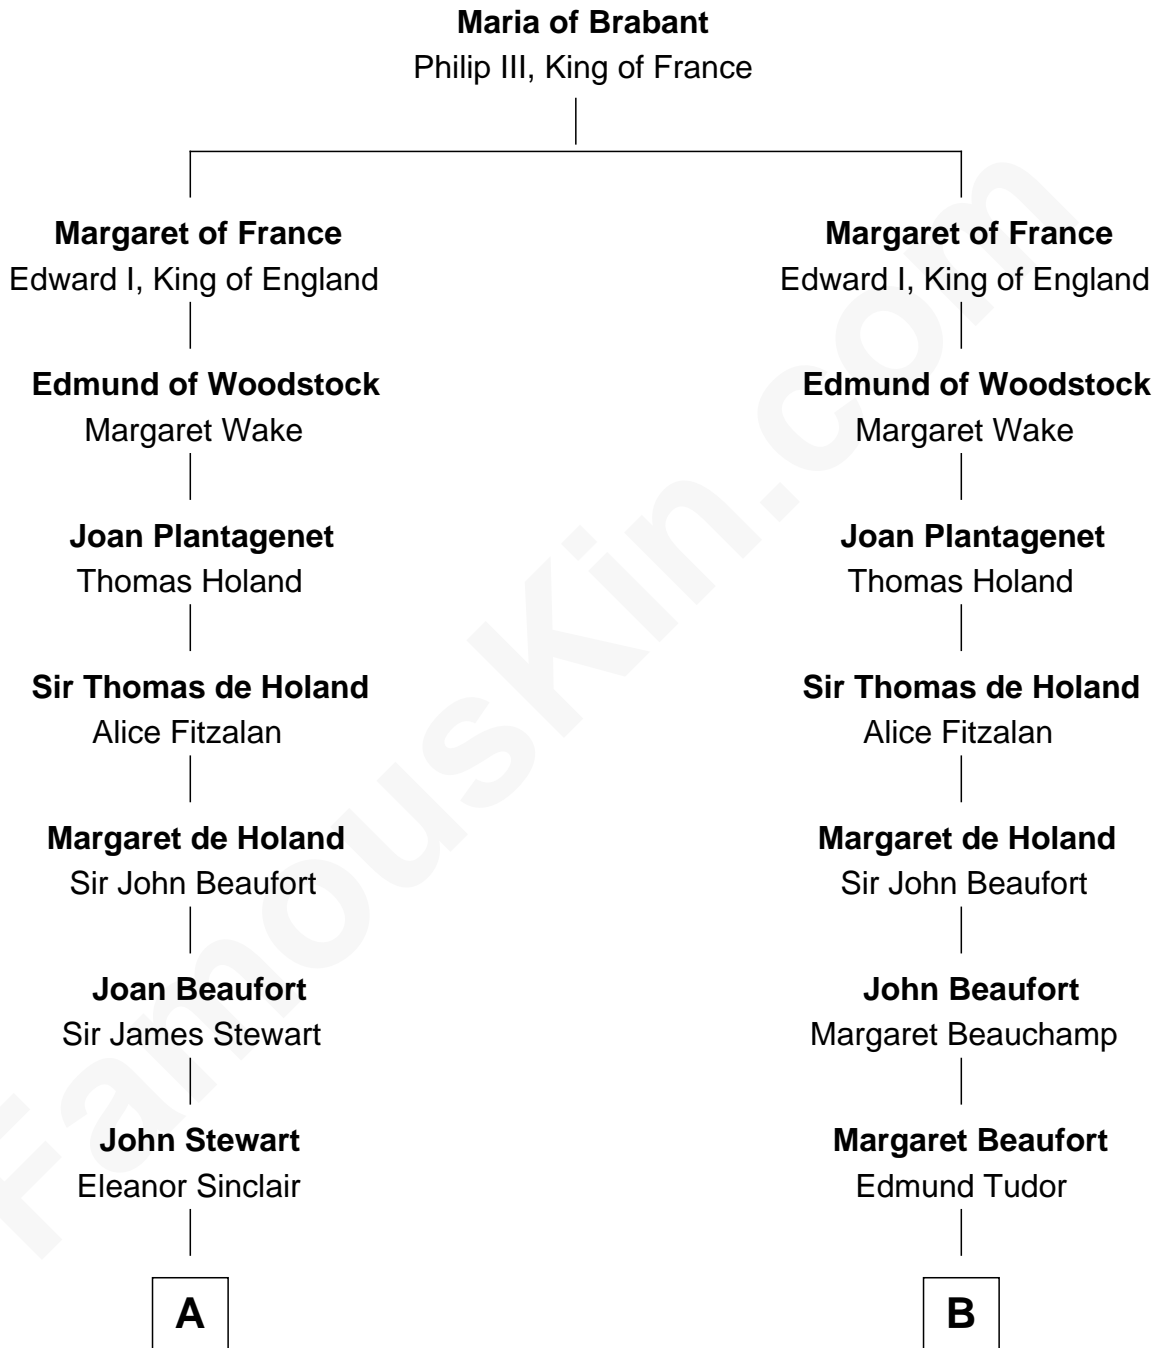 Maria of Brabant
Philip III, King of France
Margaret of France
Edward I, King of England
Edmund of Woodstock
Margaret Wake
Joan Plantagenet
Thomas Holand
Sir Thomas de Holand
Alice Fitzalan
Margaret de Holand
Sir John Beaufort
Joan Beaufort
Sir James Stewart
John Stewart
Eleanor Sinclair
A
Margaret of France
Edward I, King of England
Edmund of Woodstock
Margaret Wake
Joan Plantagenet
Thomas Holand
Sir Thomas de Holand
Alice Fitzalan
Margaret de Holand
Sir John Beaufort
John Beaufort
Margaret Beauchamp
Margaret Beaufort
Edmund Tudor
B
FamousKin.com